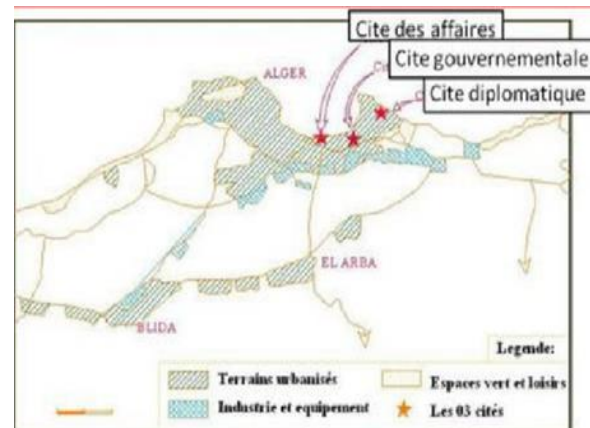 Cite des affaires
Cite gouvernementale
Cite diplomatique
ALGER
EL ARBA
BLIDA
Legende:
Terrains urbanisés
Espaces vert et loisirs
Industrie et equipement
Les 03 cités